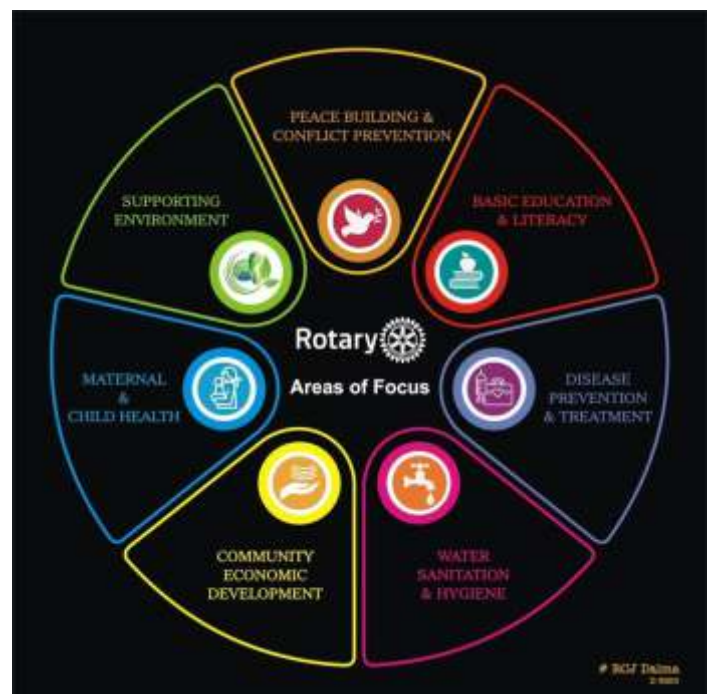 PEACE BUILDING &
CONFLICT PREVENTION
BASIC EDUCATION
& LITERACY
DISEASE
PREVENTION
& TREATMENT
WATER
SANITATION
& HYGIENE
COMMUNITY
ECONOMIC
DEVELOPMENT
MATERNAL
&
CHILD HEALTH
SUPPORTING
ENVIRONMENT
Rotary
Areas of Focus
# RGJ Dalma